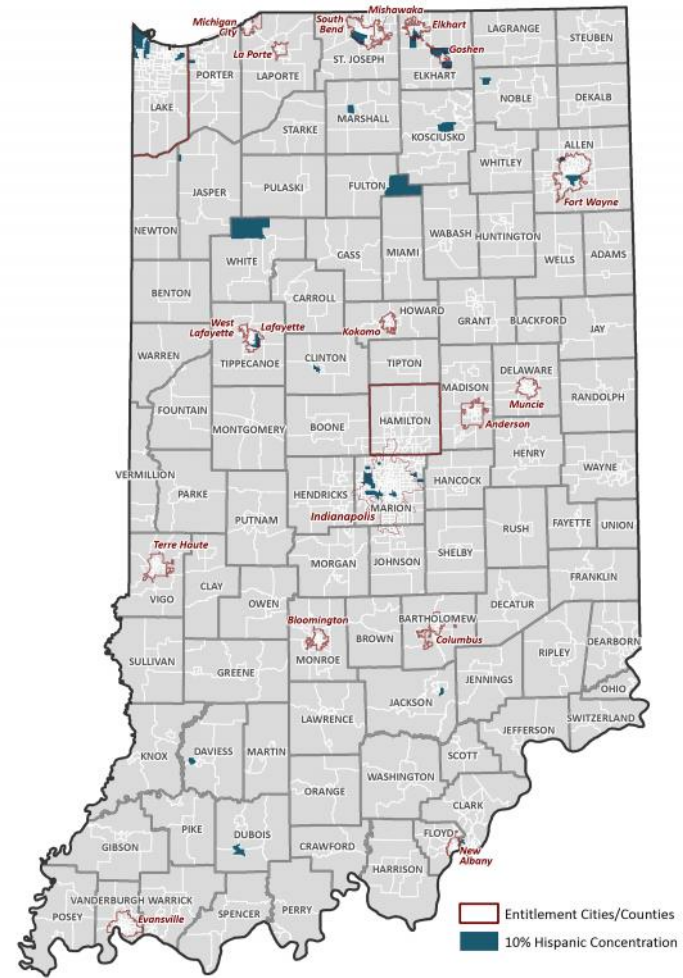 Mishawaka
Michigan
City
South
Bend
Elkhart
LAGRANGE
STEUBEN
La Porte
Goshen
ST. JOSEPH
PORTER
LAPORTE
ELKHART
LAKE
NOBLE
DEKALB
MARSHALL
STARKE
KOSCIUSKO
ALLEN
WHITLEY
JASPER
PULASKI
FULTON
Fort Wayne
NEWTON
WABASH
HUNTINGTON
CASS
MIAMI
WELLS
ADAMS
WHITE
BENTON
CARROLL
HOWARD
GRANT
BLACKFORD
JAY
West
Lafayette
Lafayette
Kokomo
WARREN
CLINTON
TIPPECANOE
TIPTON
DELAWARE
MADISON
RANDOLPH
Muncie
FOUNTAIN
HAMILTON
Anderson
MONTGOMERY
BOONE
HENRY
WAYNE
VERMILLION
HANCOCK
PARKE
HENDRICKS
MARION
Indianapolis
PUTNAM
RUSH
FAYETTE
UNION
Terre Haute
SHELBY
MORGAN
JOHNSON
FRANKLIN
CLAY
VIGO
OWEN
DECATUR
Bloomington
BARTHOLOMEW
BROWN
Columbus
DEARBORN
RIPLEY
SULLIVAN
MONROE
GREENE
JENNINGS
OHIO
JACKSON
LAWRENCE
SWITZERLAND
JEFFERSON
KNOX
DAVIESS
MARTIN
SCOTT
WASHINGTON
ORANGE
CLARK
PIKE
DUBOIS
FLOYD
GIBSON
CRAWFORD
New
Albany
HARRISON
VANDERBURGH
WARRICK
PERRY
SPENCER
POSEY
Evansville
Entitlement Cities/Counties
10% Hispanic Concentration